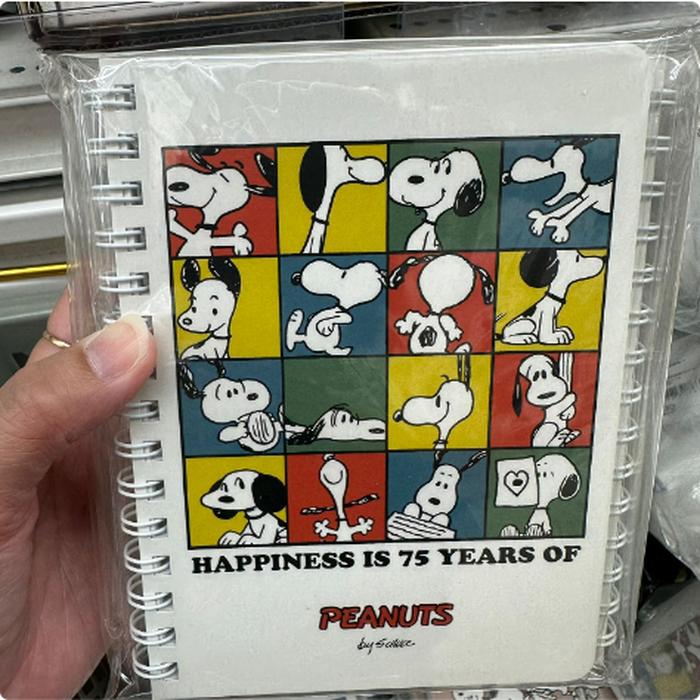 HAPPINESS IS 75 YEARS OF
PEANUTS
by Schulz